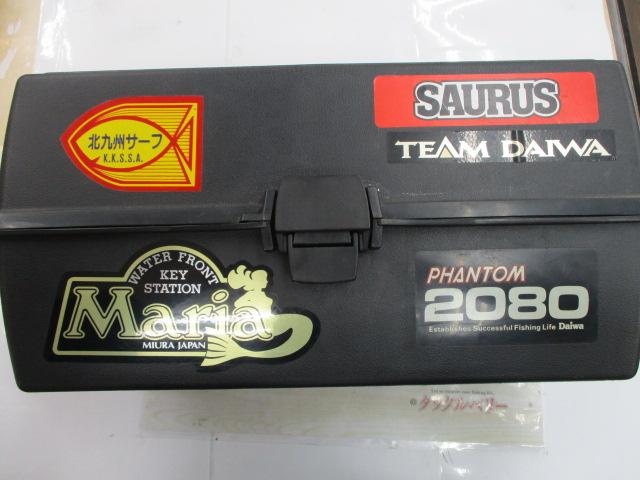 SAURUS
北九州サーフ
K.K.S.S.A.
TEAM DAIWA
WATER FRONT
KEY
STATION
Maria
MIURA JAPAN
PHANTOM
2080
Establishes Successful Fishing Life Daiwa
タックルベリー